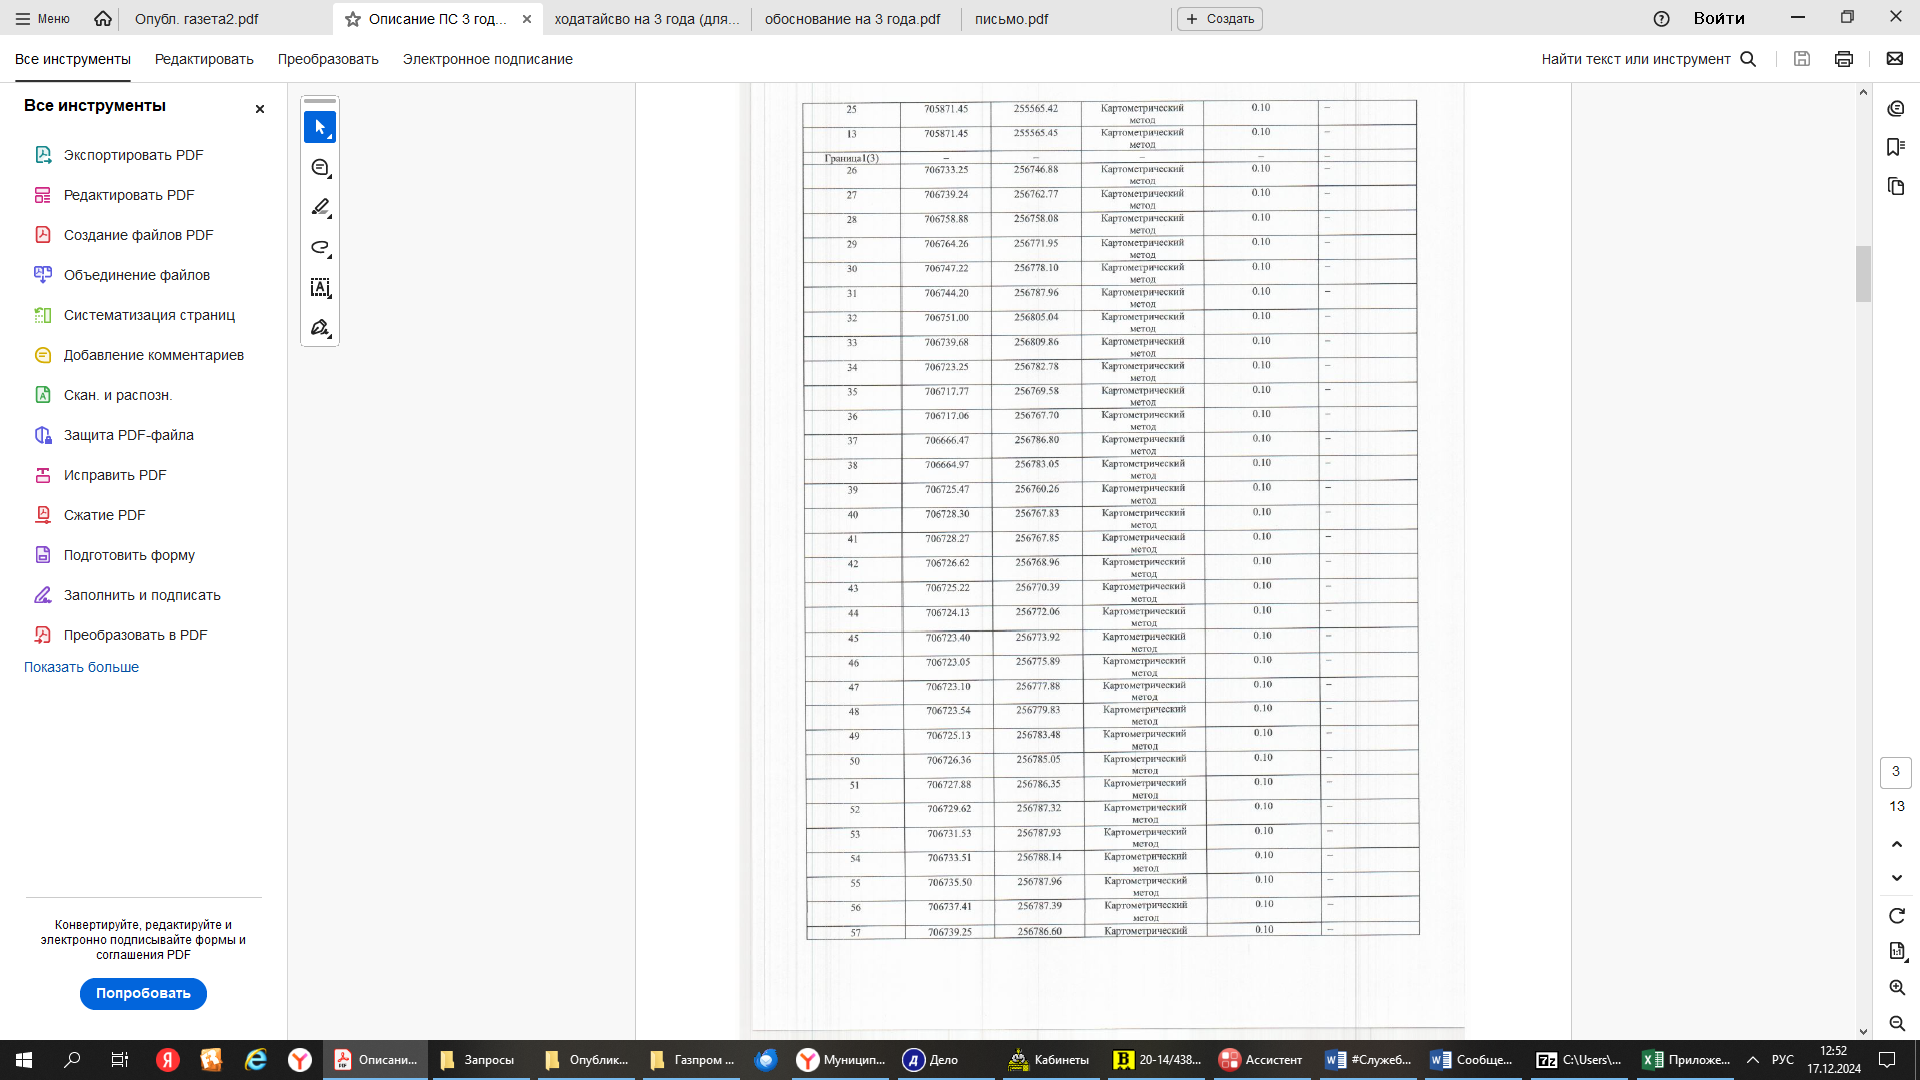 Меню
Опубл. газета2.pdf
Описание ПС 3 год...
ходатайсво на 3 года (для...
обоснование на 3 года.pdf
письмо.pdf
Создать
Войти
Все инструменты
Редактировать
Преобразовать
Электронное подписание
Найти текст или инструмент
Все инструменты
Экспортировать PDF
Редактировать PDF
Создание файлов PDF
Объединение файлов
Систематизация страниц
Добавление комментариев
Скан. и распозн.
Защита PDF-файла
Исправить PDF
Сжатие PDF
Подготовить форму
Заполнить и подписать
Преобразовать в PDF
Показать больше
Конвертируйте, редактируйте и
электронно подписывайте формы и
соглашения PDF
Попробовать
25 705871.45 255565.42 Картометрический метод 0.10 –
13 705871.45 255565.45 Картометрический метод 0.10 –
Граница1(3) – – – – –
26 706733.25 256746.88 Картометрический метод 0.10 –
27 706739.24 256762.77 Картометрический метод 0.10 –
28 706758.88 256758.08 Картометрический метод 0.10 –
29 706764.26 256771.95 Картометрический метод 0.10 –
30 706747.22 256778.10 Картометрический метод 0.10 –
31 706744.20 256787.96 Картометрический метод 0.10 –
32 706751.00 256805.04 Картометрический метод 0.10 –
33 706739.68 256809.86 Картометрический метод 0.10 –
34 706723.25 256782.78 Картометрический метод 0.10 –
35 706717.77 256769.58 Картометрический метод 0.10 –
36 706717.06 256767.70 Картометрический метод 0.10 –
37 706666.47 256786.80 Картометрический метод 0.10 –
38 706664.97 256783.05 Картометрический метод 0.10 –
39 706725.47 256760.26 Картометрический метод 0.10 –
40 706728.30 256767.83 Картометрический метод 0.10 –
41 706728.27 256767.85 Картометрический метод 0.10 –
42 706726.62 256768.96 Картометрический метод 0.10 –
43 706725.22 256770.39 Картометрический метод 0.10 –
44 706724.13 256772.06 Картометрический метод 0.10 –
45 706723.40 256773.92 Картометрический метод 0.10 –
46 706723.05 256775.89 Картометрический метод 0.10 –
47 706723.10 256777.88 Картометрический метод 0.10 –
48 706723.54 256779.83 Картометрический метод 0.10 –
49 706725.13 256783.48 Картометрический метод 0.10 –
50 706726.36 256785.05 Картометрический метод 0.10 –
51 706727.88 256786.35 Картометрический метод 0.10 –
52 706729.62 256787.32 Картометрический метод 0.10 –
53 706731.53 256787.93 Картометрический метод 0.10 –
54 706733.51 256788.14 Картометрический метод 0.10 –
55 706735.50 256787.96 Картометрический метод 0.10 –
56 706737.41 256787.39 Картометрический метод 0.10 –
57 706739.25 256786.60 Картометрический 0.10 –
3
13
Описани...
Запросы
Опублик...
Газпром ...
Муницип...
Дело
Кабинеты
20-14/438...
Ассистент
#Служеб...
Сообще...
C:\Users\...
Приложе...
РУС
12:52
17.12.2024